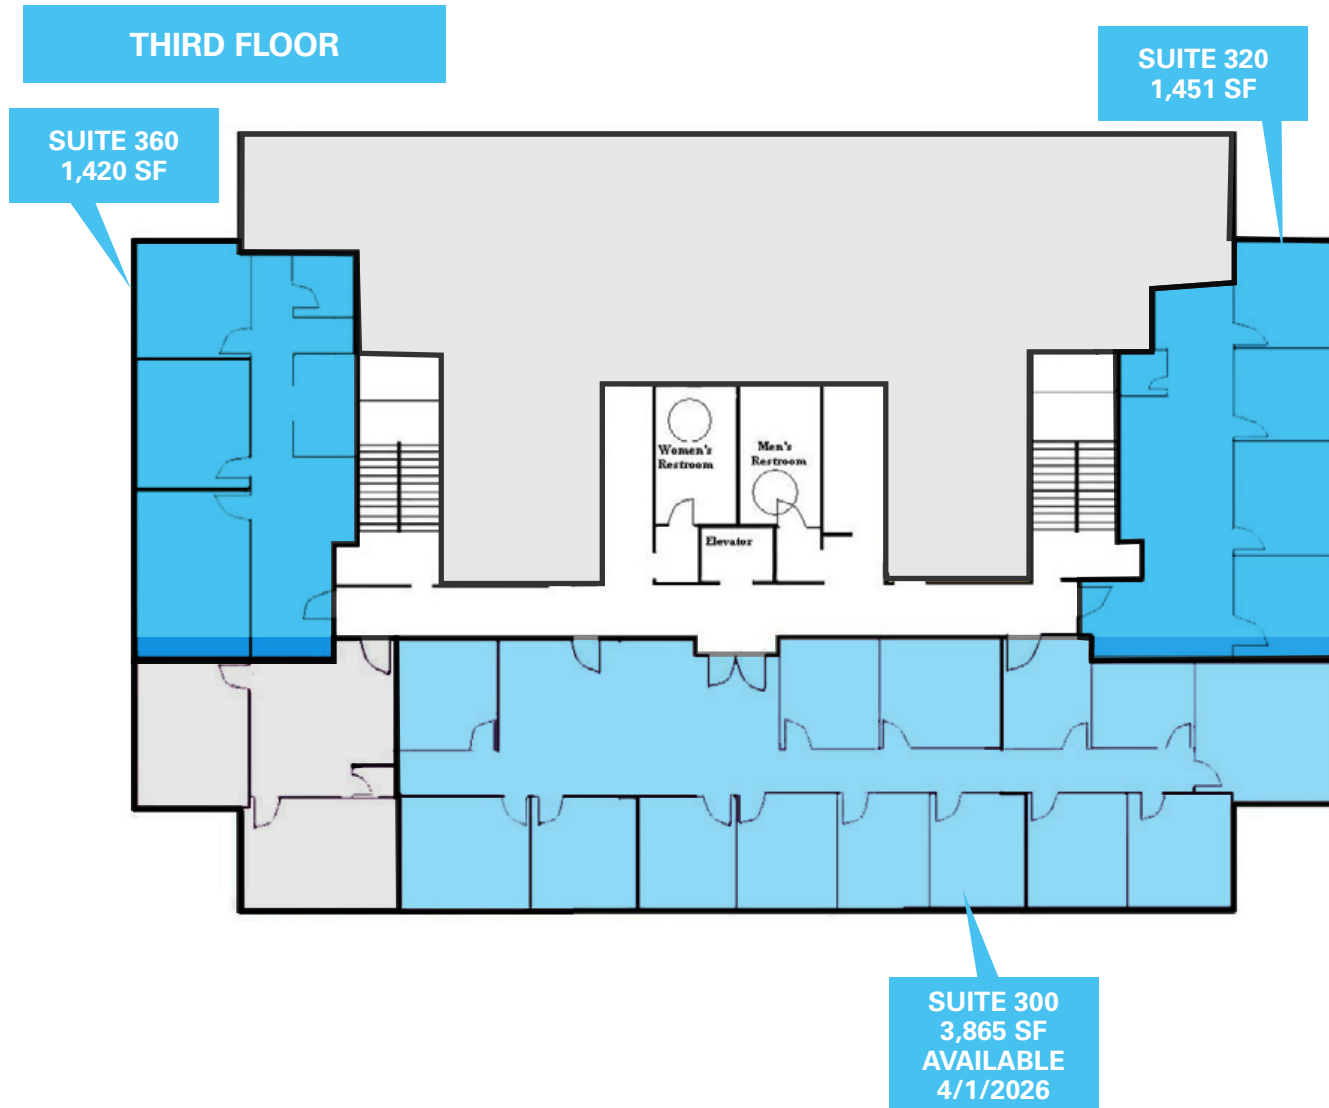 THIRD FLOOR
SUITE 320
1,451 SF
SUITE 360
1,420 SF
Women's
Restroom
Men's
Restroom
Elevator
SUITE 300
3,865 SF
AVAILABLE
4/1/2026